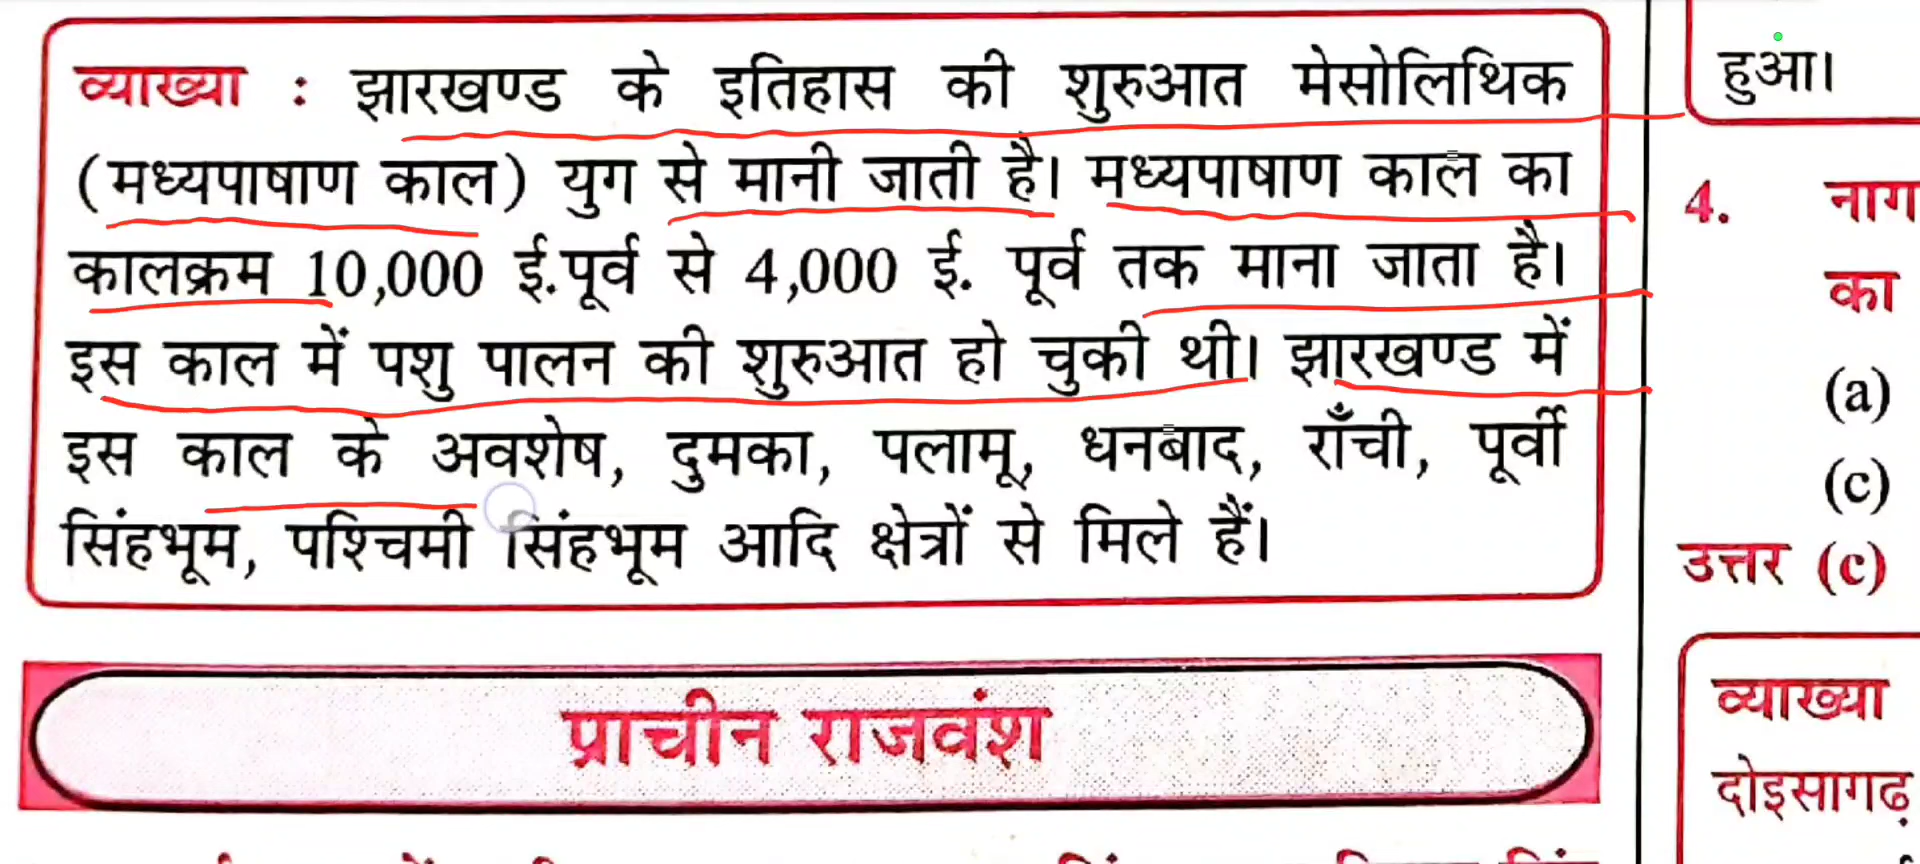 व्याख्या : झारखण्ड के इतिहास की शुरुआत मेसोलिथिक
(मध्यपाषाण काल) युग से मानी जाती है। मध्यपाषाण काल का
कालक्रम 10,000 ई.पूर्व से 4,000 ई. पूर्व तक माना जाता है।
इस काल में पशु पालन की शुरुआत हो चुकी थी। झारखण्ड में
इस काल के अवशेष, दुमका, पलामू, धनबाद, राँची, पूर्वी
सिंहभूम, पश्चिमी सिंहभूम आदि क्षेत्रों से मिले हैं।
प्राचीन राजवंश
हुआ।
4. नाग
का
(a)
(c)
उत्तर (c)
व्याख्या
दोइसागढ़